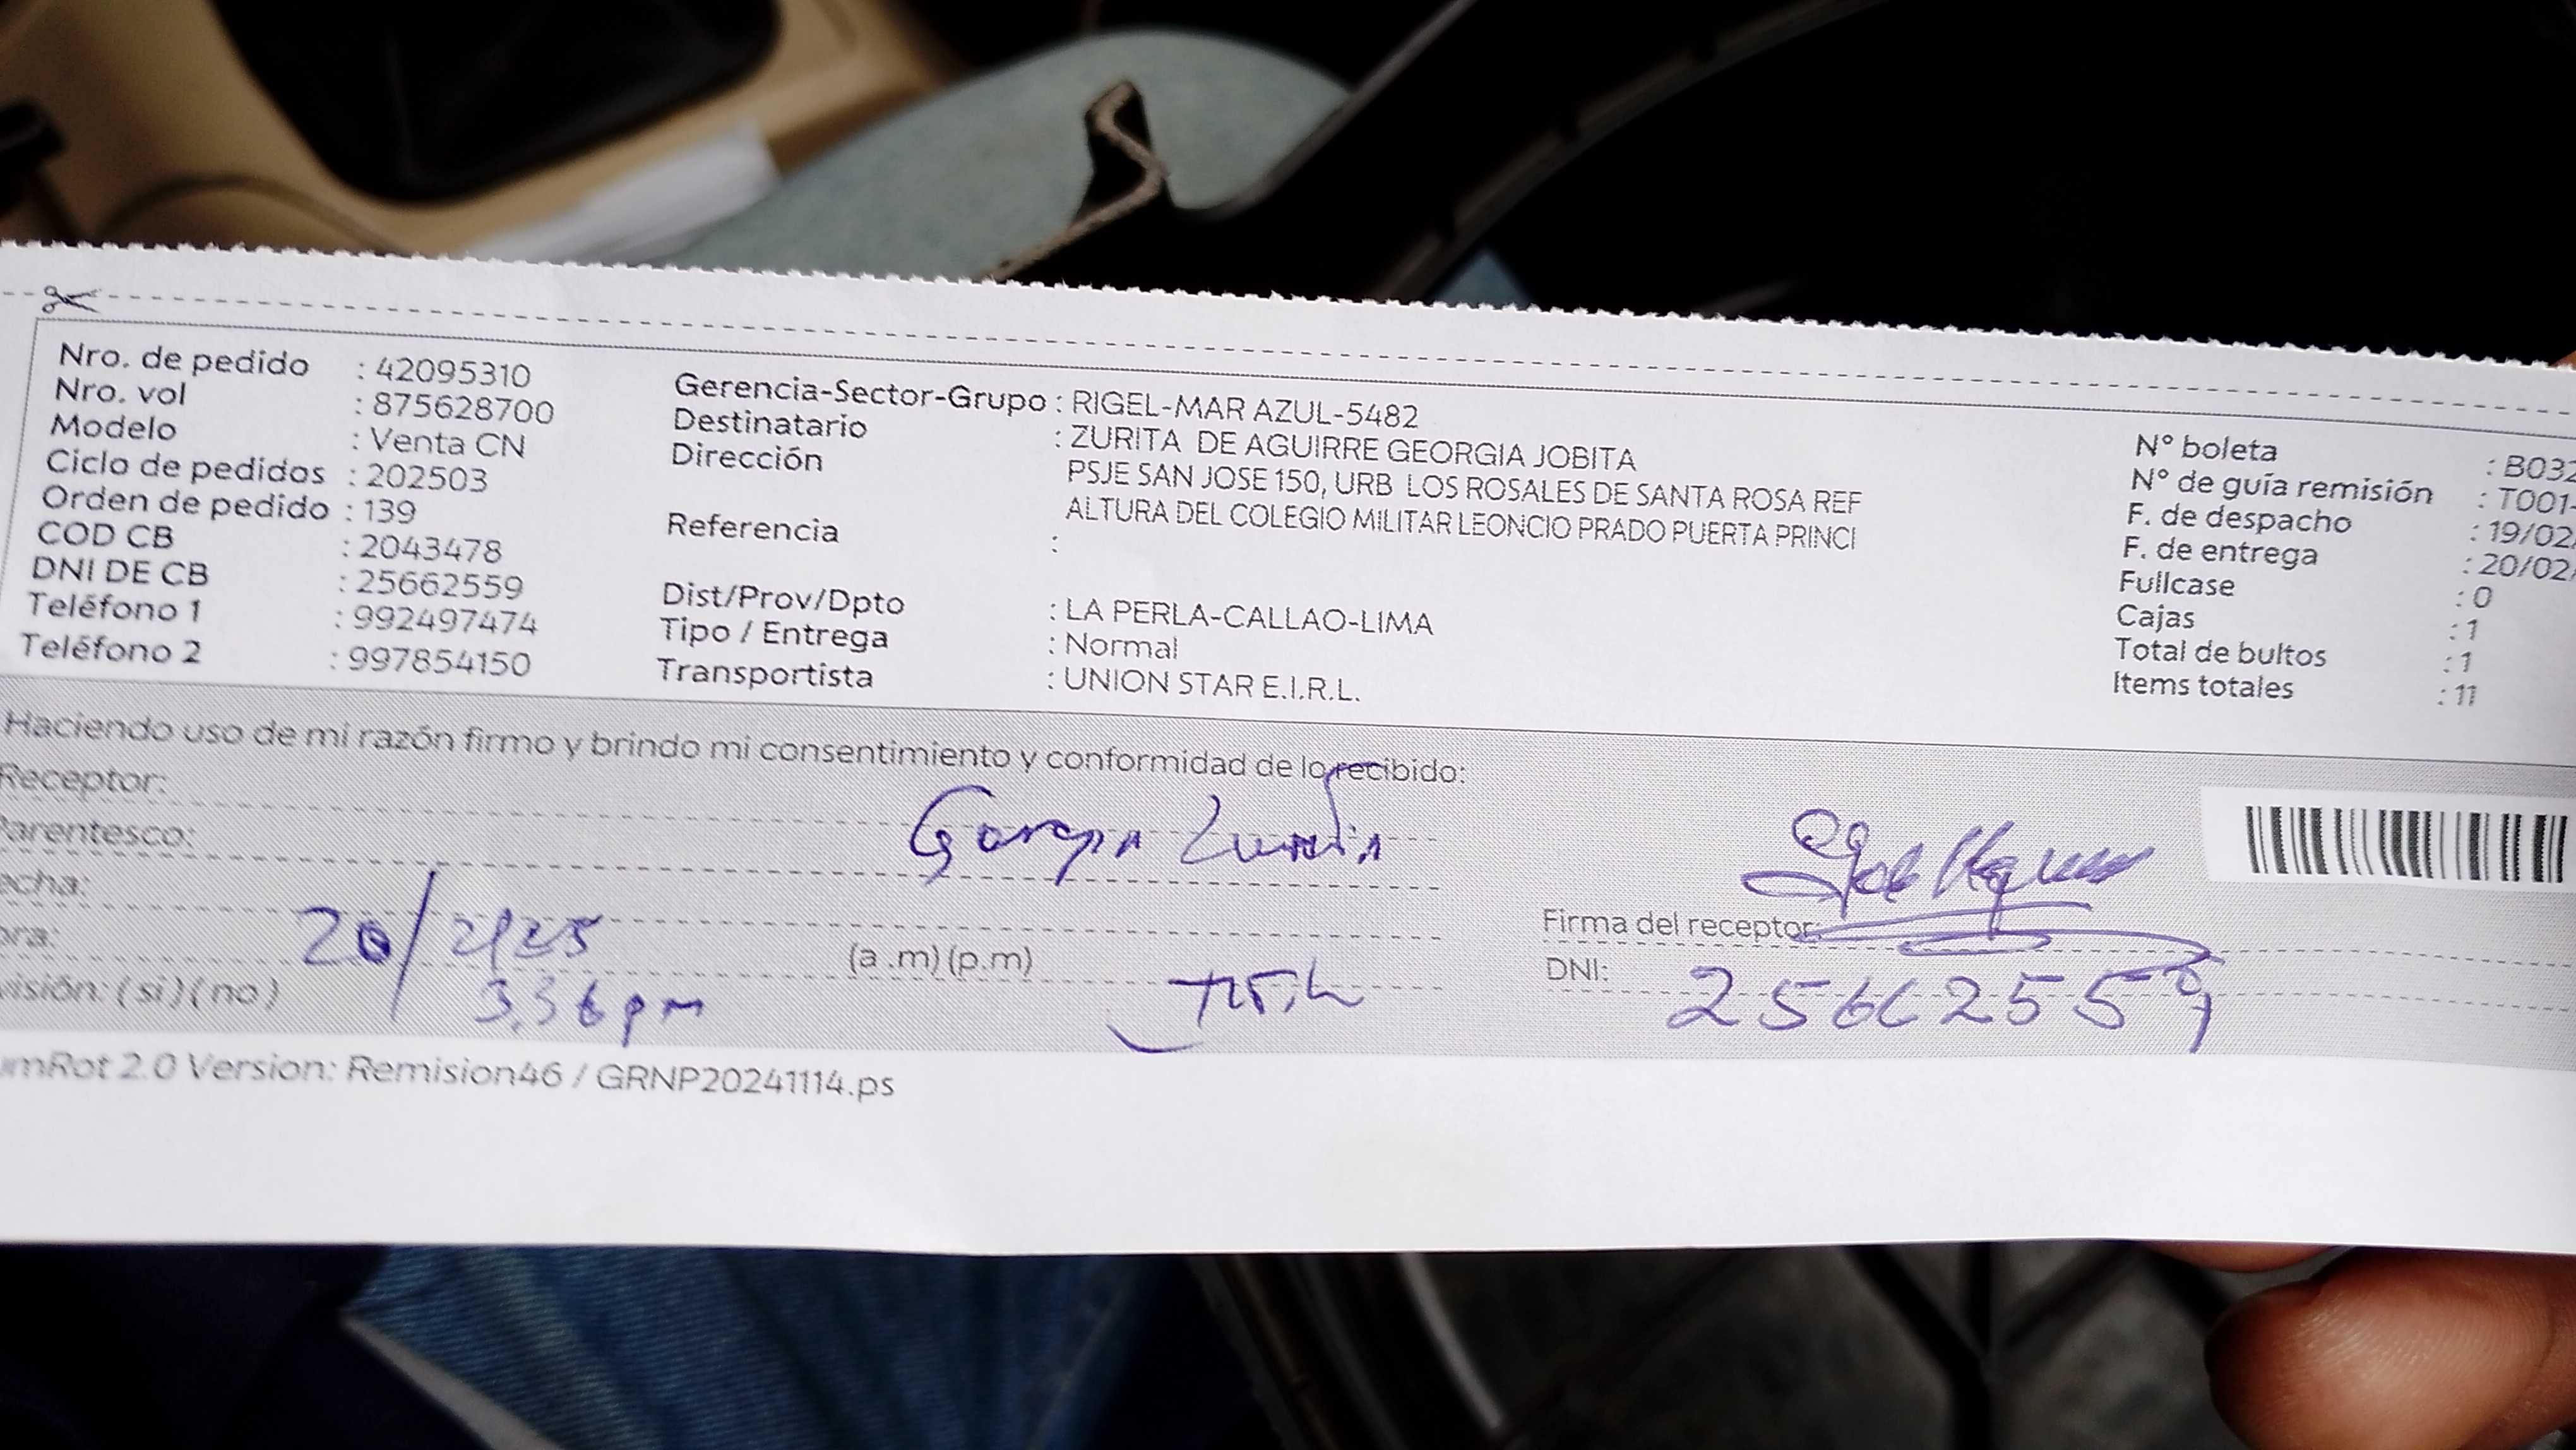 Nro. de pedido : 42095310
Nro. vol : 875628700
Modelo : Venta CN
Ciclo de pedidos : 202503
Orden de pedido : 139
COD CB : 2043478
DNI DE CB : 25662559
Teléfono 1 : 992497474
Teléfono 2 : 997854150
Gerencia-Sector-Grupo : RIGEL-MAR AZUL-5482
Destinatario : ZURITA DE AGUIRRE GEORGIA JOBITA
Dirección PSJE SAN JOSE 150, URB LOS ROSALES DE SANTA ROSA REF
ALTURA DEL COLEGIO MILITAR LEONCIO PRADO PUERTA PRINCI
Referencia :
Dist/Prov/Dpto : LA PERLA-CALLAO-LIMA
Tipo / Entrega : Normal
Transportista : UNION STAR E.I.R.L.
N° boleta : B032
N° de guía remisión : T001-
F. de despacho : 19/02/
F. de entrega : 20/02/
Fullcase : 0
Cajas : 1
Total de bultos : 1
Items totales : 11
Haciendo uso de mi razón firmo y brindo mi consentimiento y conformidad de lo recibido:
Receptor:
Parentesco:
echa: 20/2/25
ora: 3.36 pm (a .m) (p.m)
visión: (si) (no)
Firma del receptor:
DNI: 25662559
omRot 2.0 Version: Remision46 / GRNP20241114.ps